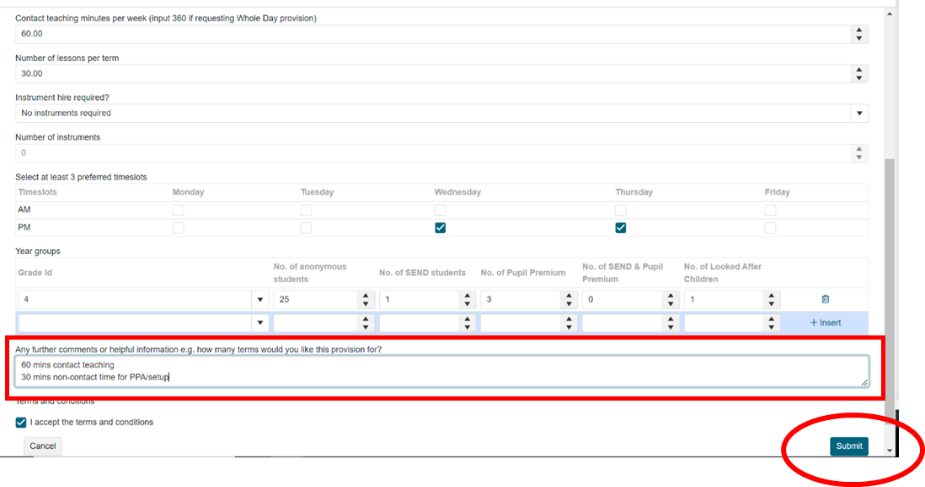 Contact teaching minutes per week (input 360 if requesting Whole Day provision)
60.00
Number of lessons per term
30.00
Instrument hire required?
No instruments required
Number of instruments
0
Select at least 3 preferred timeslots
Timeslots Monday Tuesday Wednesday Thursday Friday
AM
PM
Year groups
Grade Id No. of anonymous students No. of SEND students No. of Pupil Premium No. of SEND & Pupil Premium No. of Looked After Children
4 25 1 3 0 1
+ Insert
Any further comments or helpful information e.g. how many terms would you like this provision for?
60 mins contact teaching
30 mins non-contact time for PPA/setup
Terms and conditions
I accept the terms and conditions
Cancel Submit